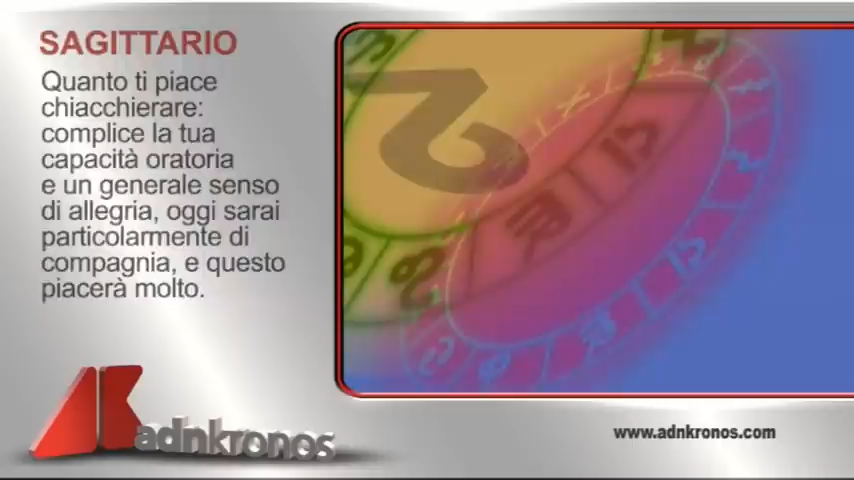 SAGITTARIO
Quanto ti piace
chiacchierare:
complice la tua
capacità oratoria
e un generale senso
di allegria, oggi sarai
particolarmente di
compagnia, e questo
piacerà molto.
adnkronos
www.adnkronos.com